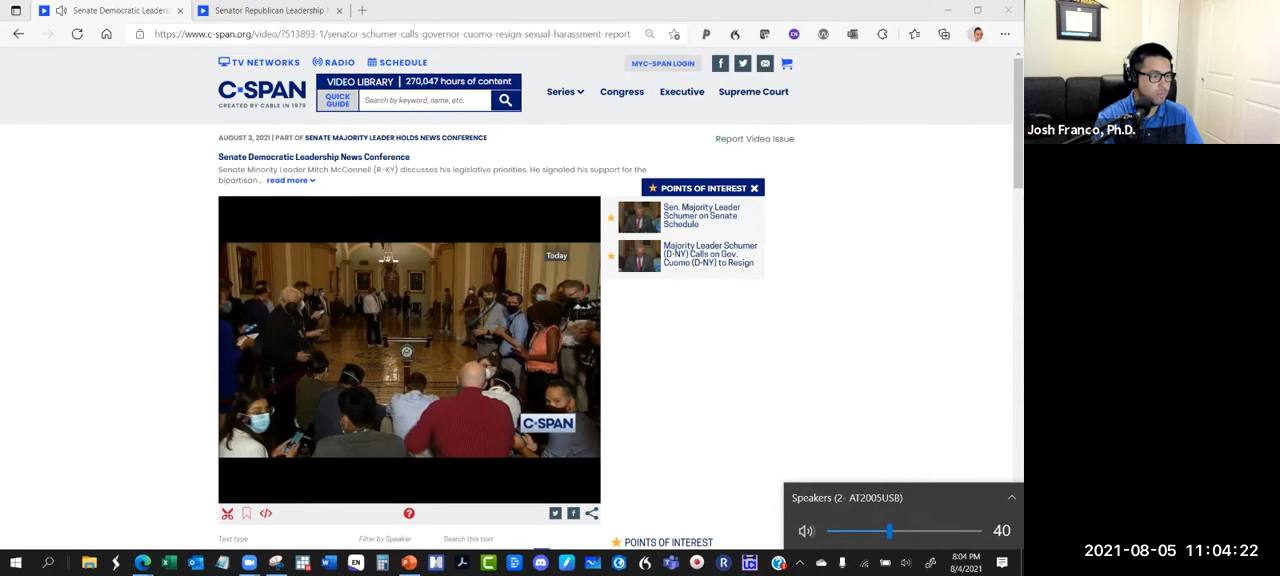 Senate Democratic Leadersh
Senator Republican Leadership
https://www.c-span.org/video/?513893-1/senator-schumer-calls-governor-cuomo-resign-sexual-harassment-report
TV NETWORKS RADIO SCHEDULE
MYC-SPAN LOGIN
C·SPAN
CREATED BY CABLE IN 1979
VIDEO LIBRARY | 270,047 hours of content
QUICK GUIDE
Search by keyword, name, etc.
Series Congress Executive Supreme Court
AUGUST 3, 2021 | PART OF SENATE MAJORITY LEADER HOLDS NEWS CONFERENCE
Report Video Issue
Senate Democratic Leadership News Conference
Senate Minority Leader Mitch McConnell (R-KY) discusses his legislative priorities. He signaled his support for the
bipartisan... read more
POINTS OF INTEREST
Sen. Majority Leader
Schumer on Senate
Schedule
Majority Leader Schumer
(D-NY) Calls on Gov.
Cuomo (D-NY) to Resign
Today
C·SPAN
Text type Filter by Speaker Search this text
POINTS OF INTEREST
Speakers (2- AT2005USB)
40
8:04 PM
8/4/2021
Josh Franco, Ph.D.
2021-08-05 11:04:22